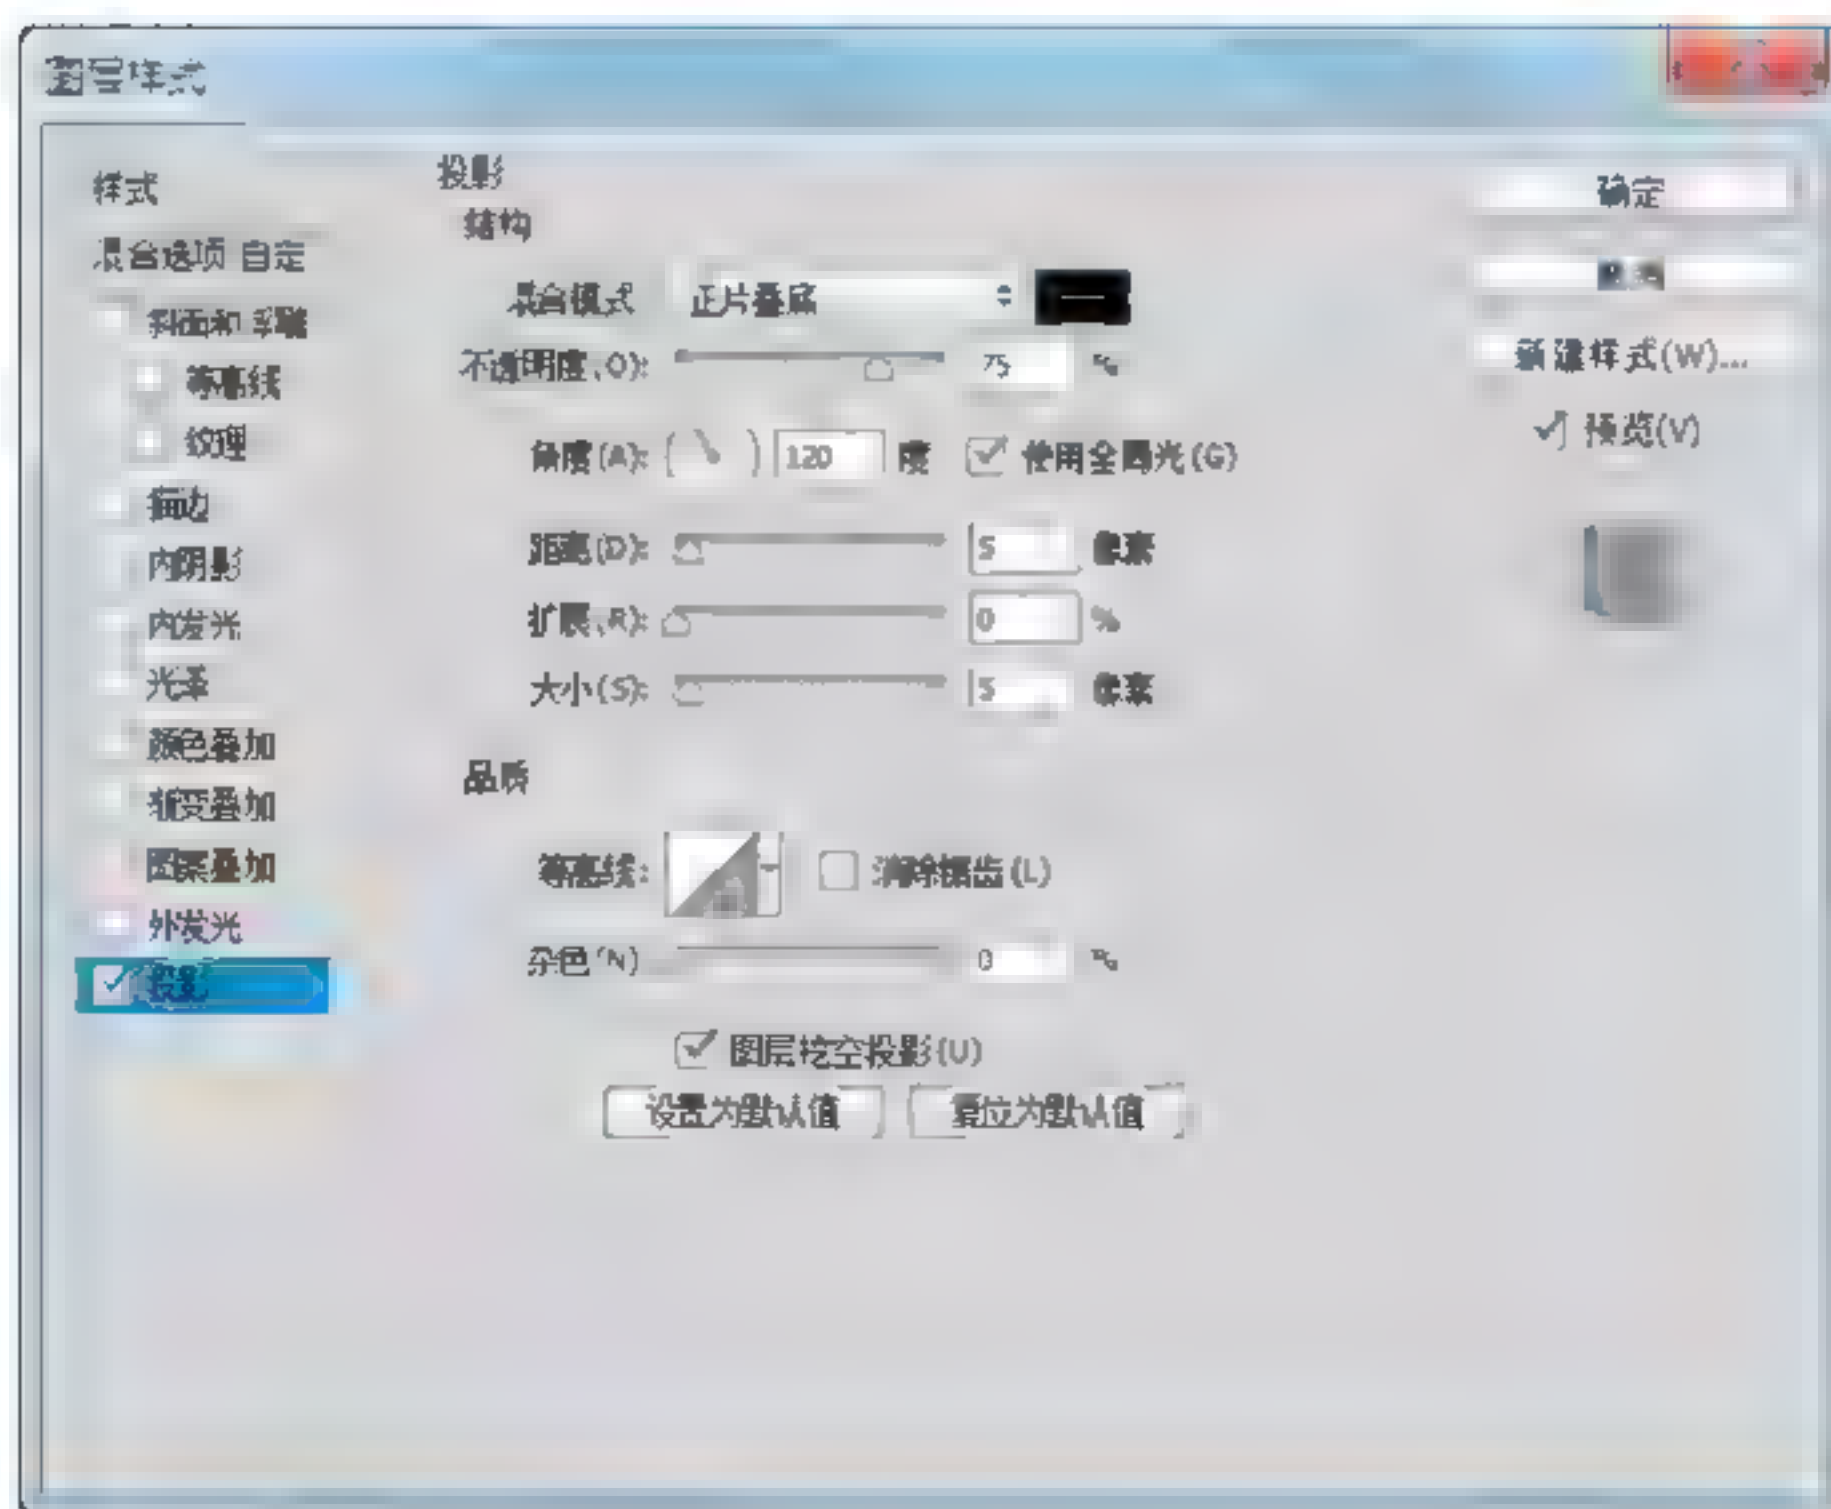 图层样式
样式
混合选项 自定
斜面和浮雕
等高线
纹理
描边
内阴影
内发光
光泽
颜色叠加
渐变叠加
图案叠加
外发光
投影
投影
结构
混合模式 正片叠底
不透明度(O): 75 %
角度(A): 120 度 使用全局光(G)
距离(D): 5 像素
扩展(R): 0 %
大小(S): 5 像素
品质
等高线: 消除锯齿(L)
杂色(N) 0 %
图层挖空投影(U)
设置为默认值 复位为默认值
确定
新建样式(W)...
预览(V)